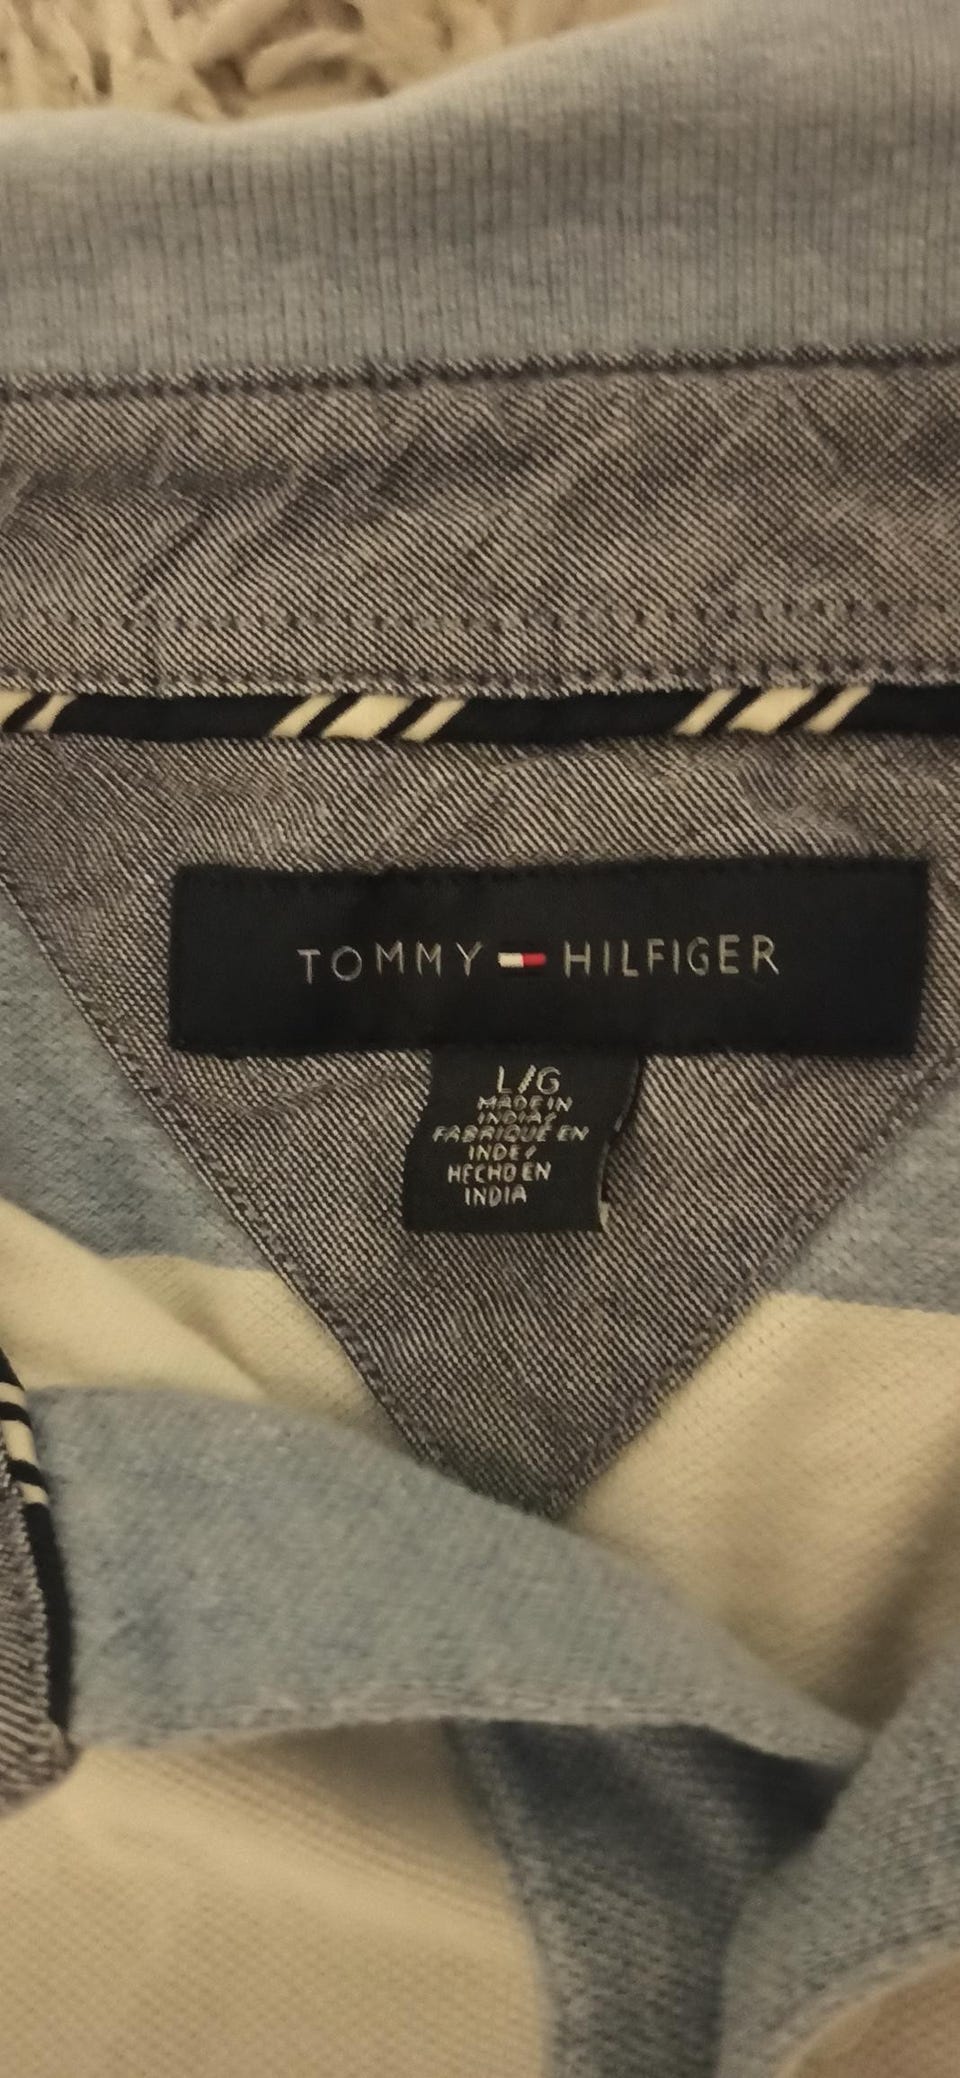 TOMMY HILFIGER
L/G
MADE IN
INDIA/
FABRIQUÉ EN
INDE/
HECHO EN
INDIA